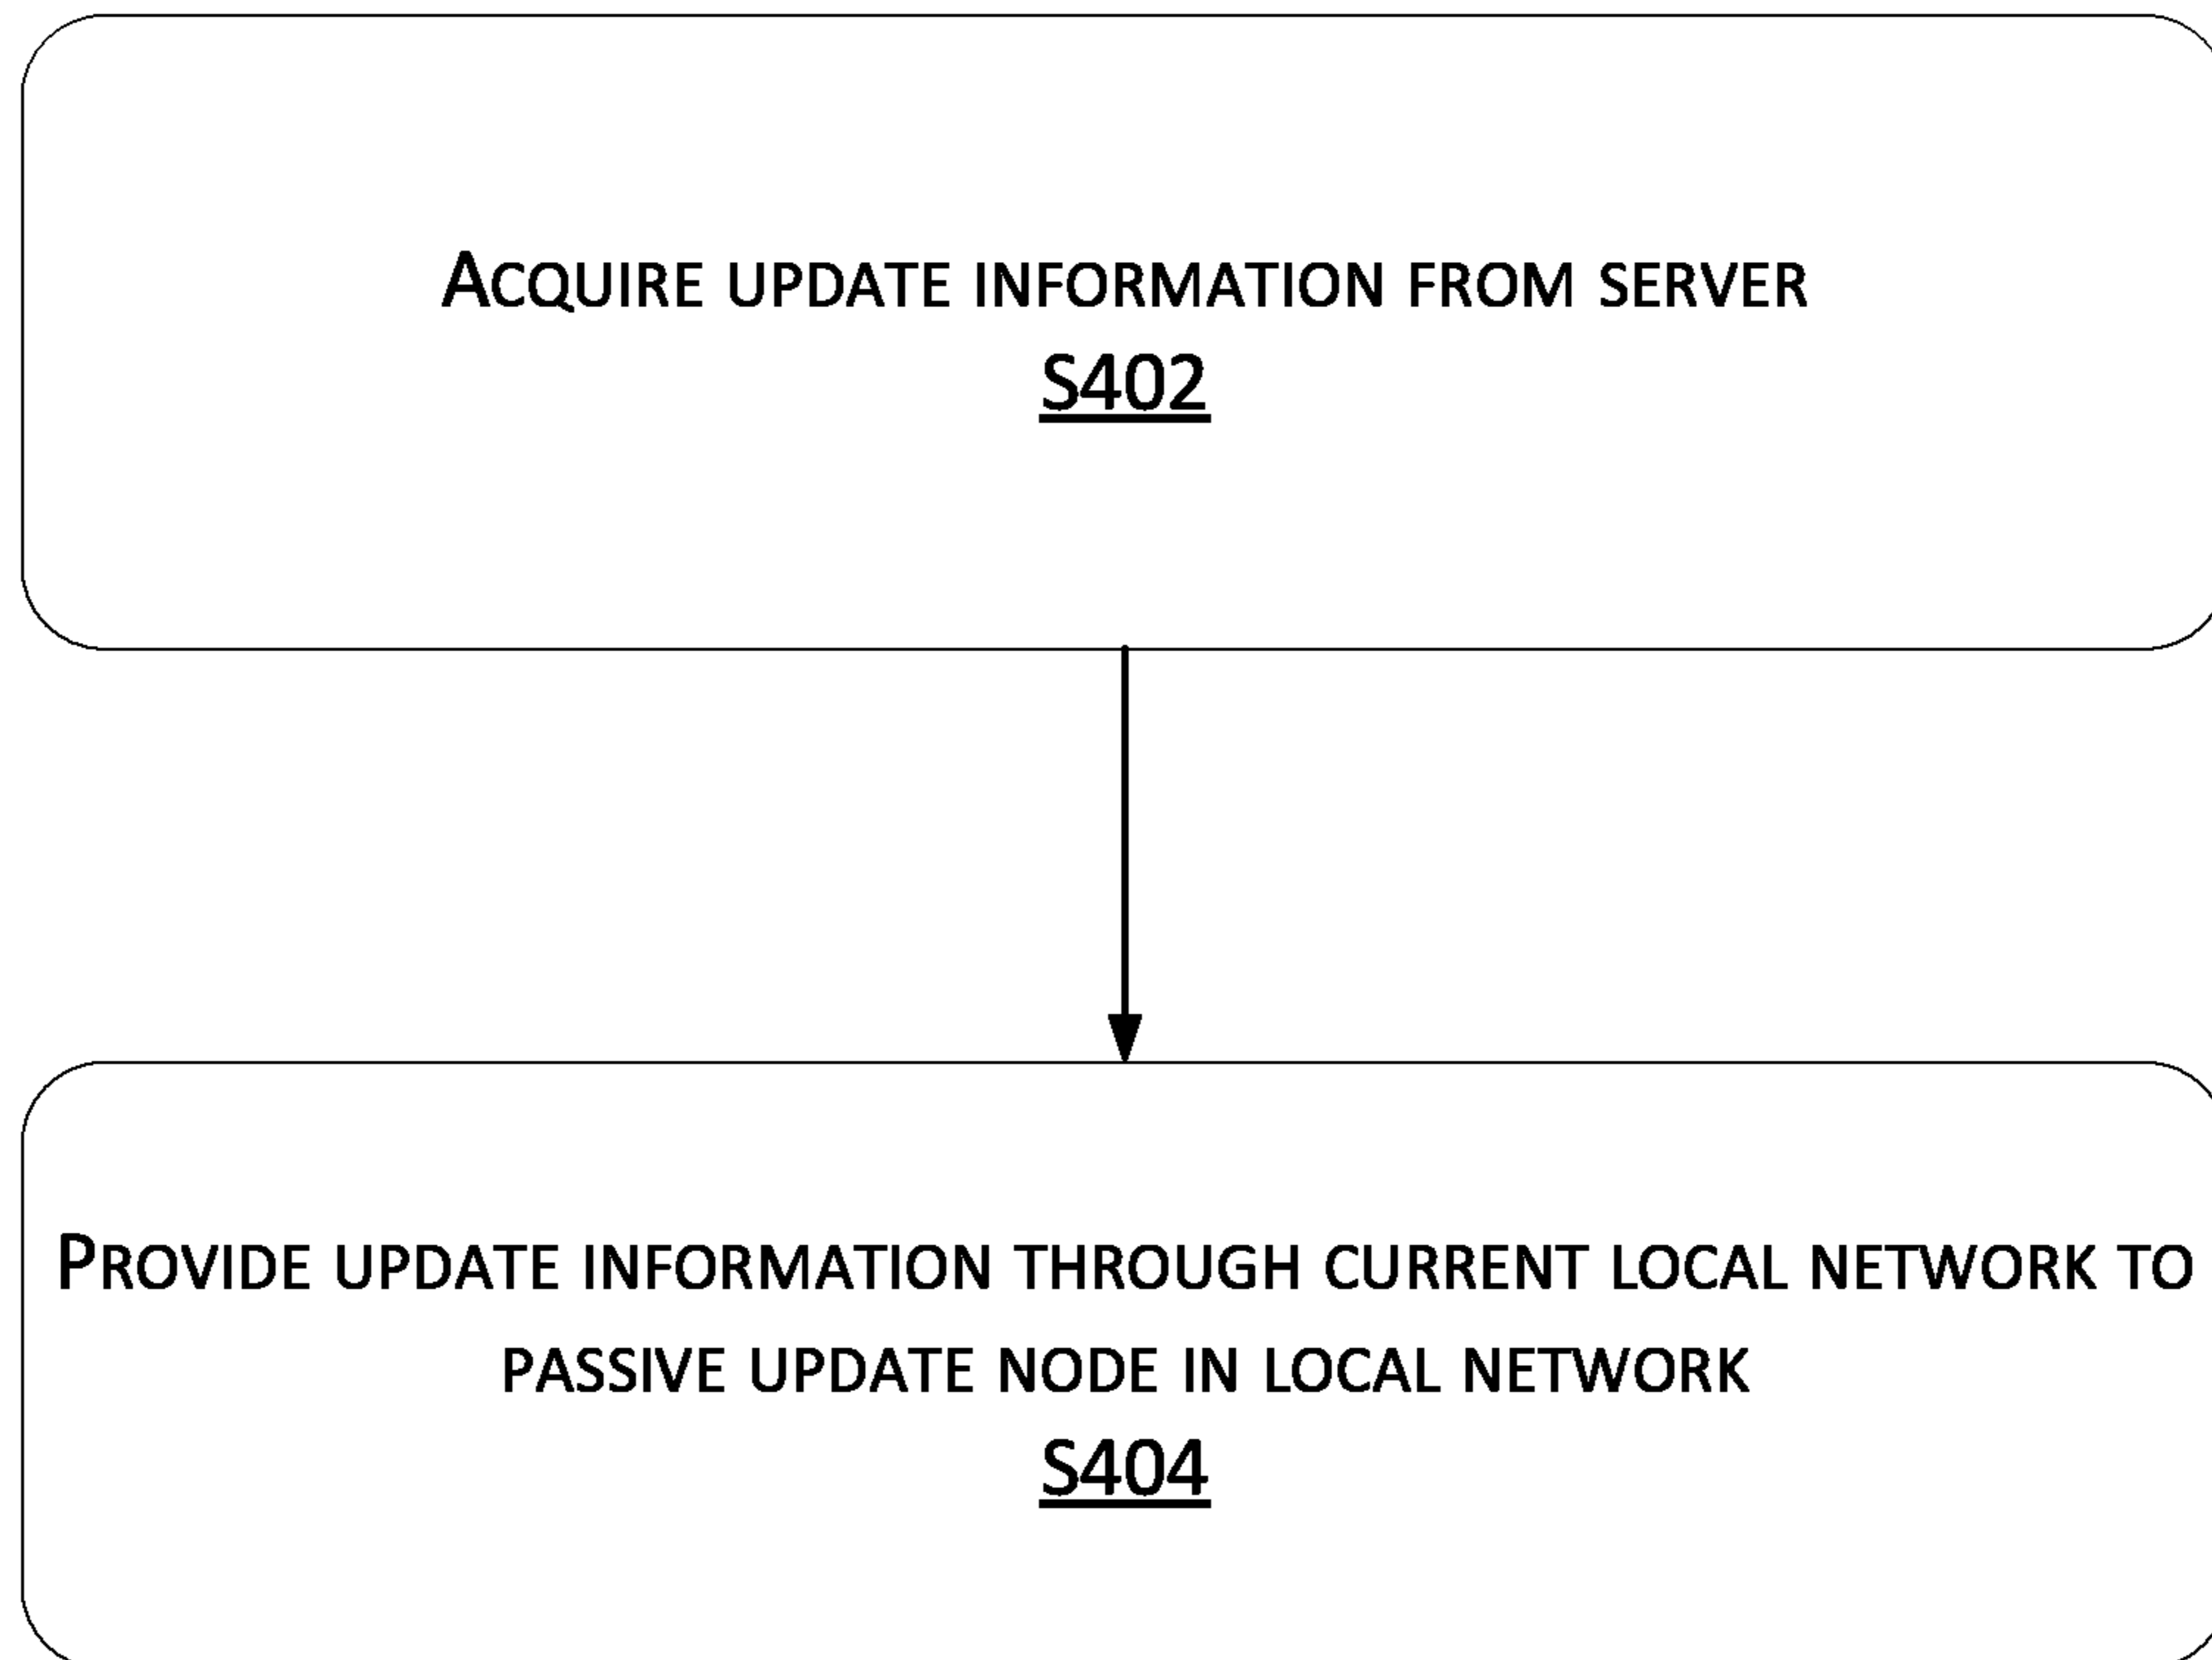 Acquire update information from server
S402
Provide update information through current local network to
passive update node in local network
S404